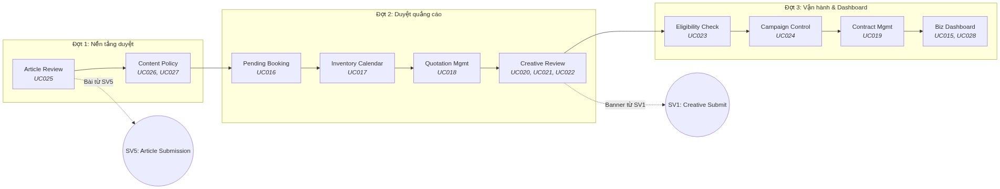 Đợt 1: Nền tảng duyệt
Article Review
UC025
Content Policy
UC026, UC027
Bài từ SV5
SV5: Article Submission
Đợt 2: Duyệt quảng cáo
Pending Booking
UC016
Inventory Calendar
UC017
Quotation Mgmt
UC018
Creative Review
UC020, UC021, UC022
Banner từ SV1
SV1: Creative Submit
Đợt 3: Vận hành & Dashboard
Eligibility Check
UC023
Campaign Control
UC024
Contract Mgmt
UC019
Biz Dashboard
UC015, UC028